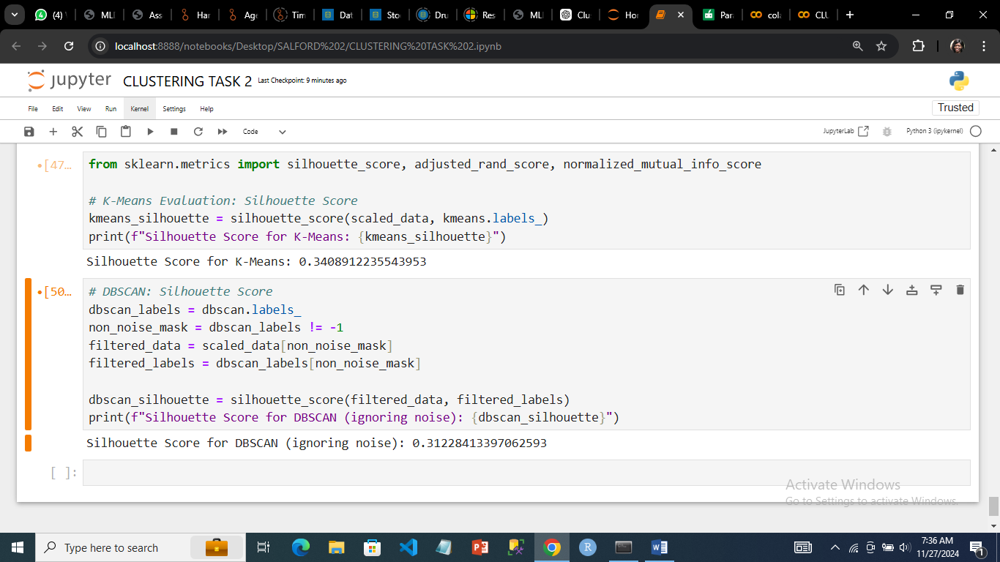 (4) \
MLI
Ass
Har
Age
Tim
Dat
Sto
Dru
Res
MLI
Clu
Ho
Par
cola
CLU
localhost:8888/notebooks/Desktop/SALFORD%202/CLUSTERING%20TASK%202.ipynb
jupyter CLUSTERING TASK 2 Last Checkpoint: 9 minutes ago
File Edit View Run Kernel Settings Help
Trusted
Code
JupyterLab
Python 3 (ipykernel)
•[47…
from sklearn.metrics import silhouette_score, adjusted_rand_score, normalized_mutual_info_score
# K-Means Evaluation: Silhouette Score
kmeans_silhouette = silhouette_score(scaled_data, kmeans.labels_)
print(f"Silhouette Score for K-Means: {kmeans_silhouette}")
Silhouette Score for K-Means: 0.3408912235543953
•[50…
# DBSCAN: Silhouette Score
dbscan_labels = dbscan.labels_
non_noise_mask = dbscan_labels != -1
filtered_data = scaled_data[non_noise_mask]
filtered_labels = dbscan_labels[non_noise_mask]
dbscan_silhouette = silhouette_score(filtered_data, filtered_labels)
print(f"Silhouette Score for DBSCAN (ignoring noise): {dbscan_silhouette}")
Silhouette Score for DBSCAN (ignoring noise): 0.31228413397062593
[ ]:
Activate Windows
Go to Settings to activate Windows.
Type here to search
7:36 AM
11/27/2024
1